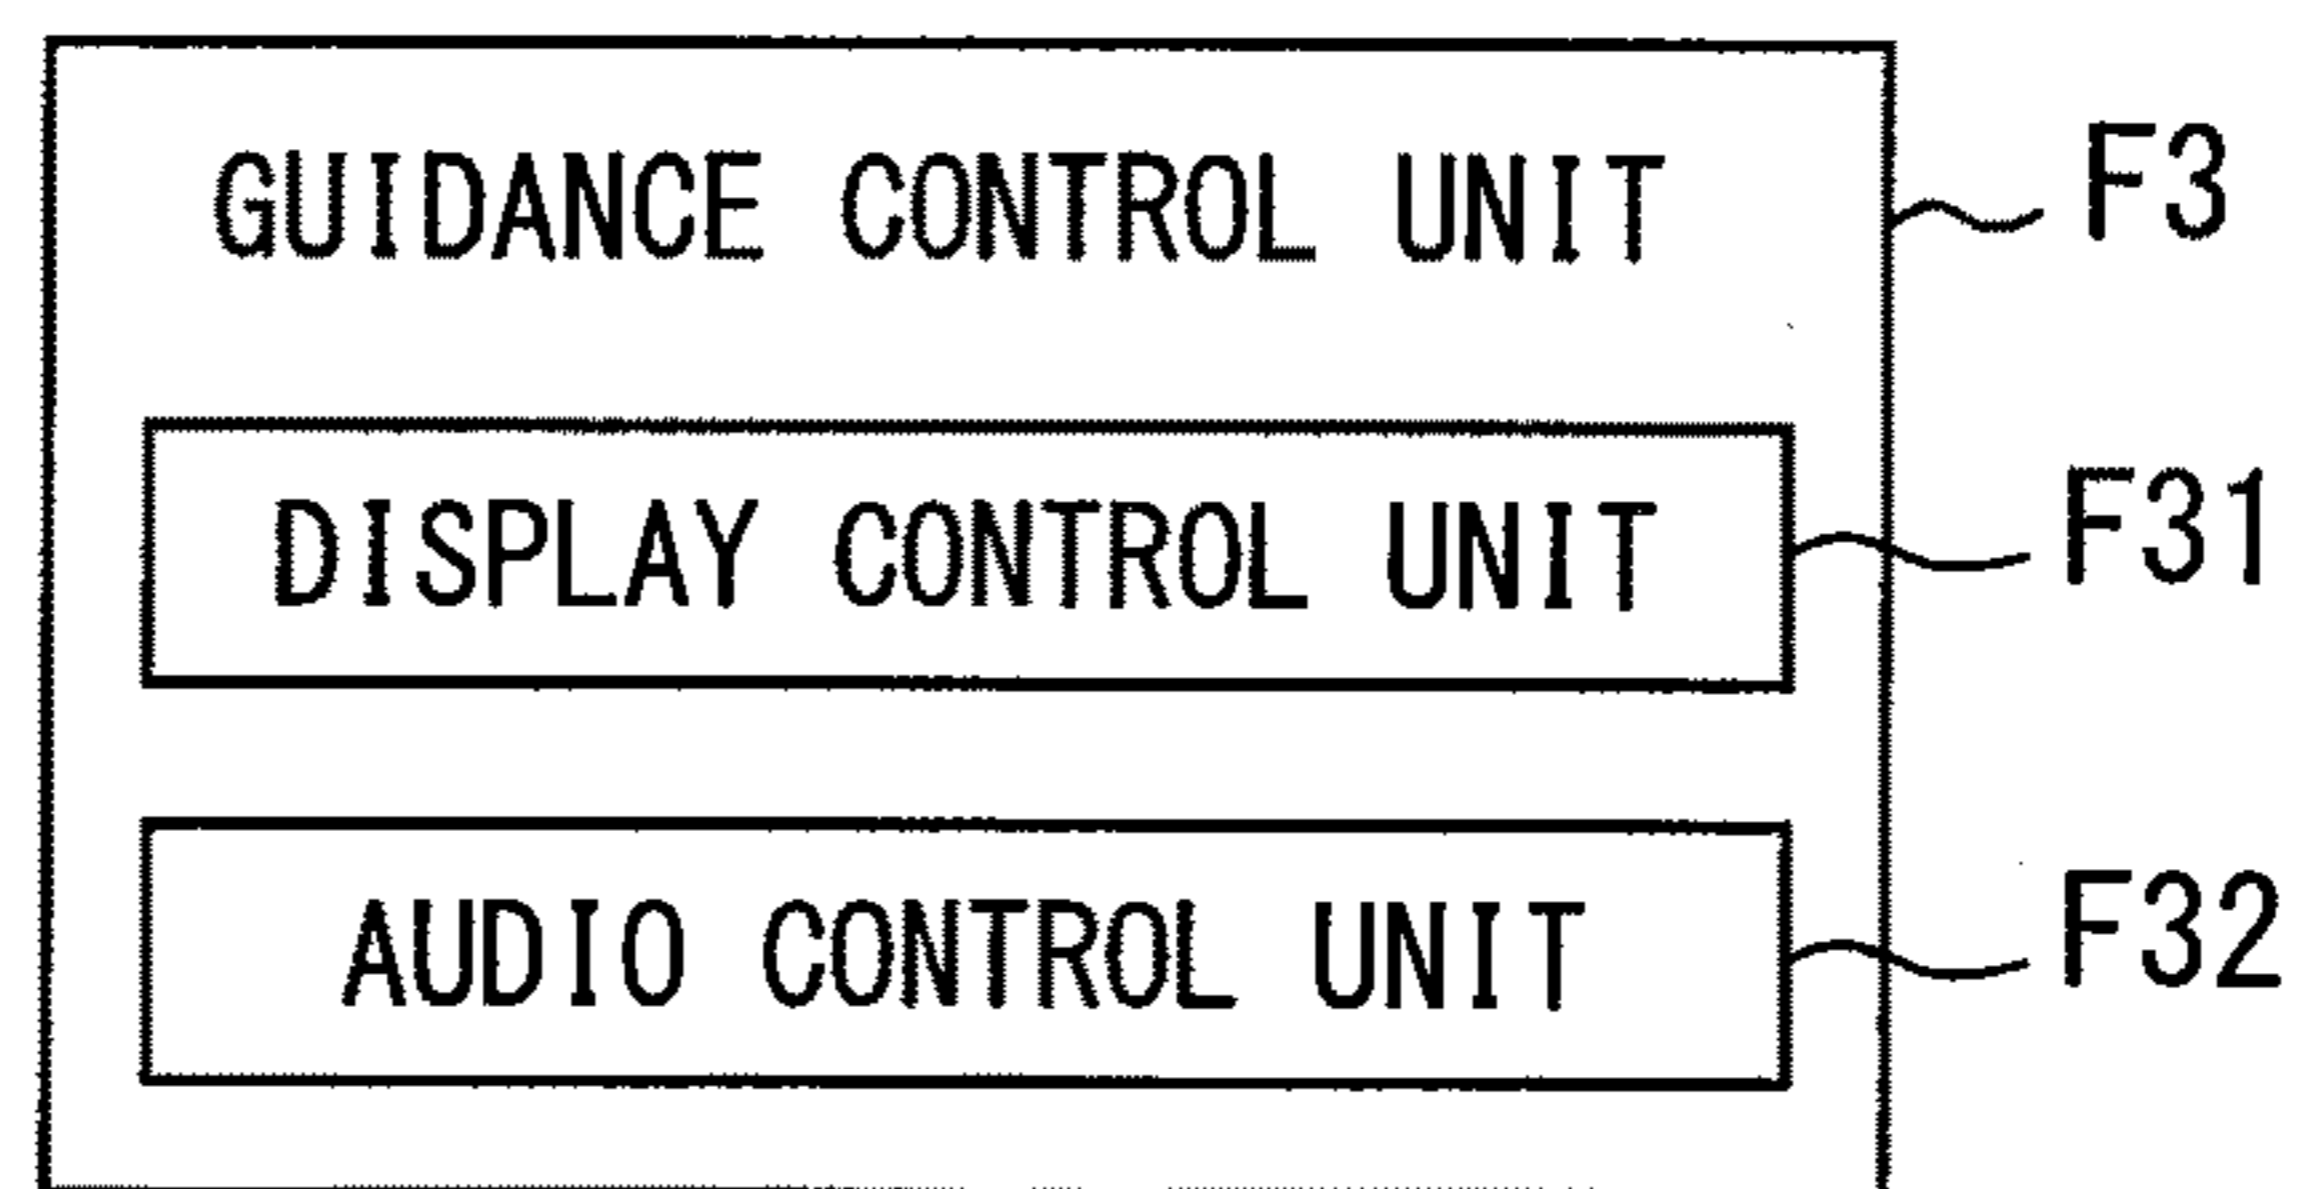 GUIDANCE CONTROL UNIT F3
DISPLAY CONTROL UNIT F31
AUDIO CONTROL UNIT F32